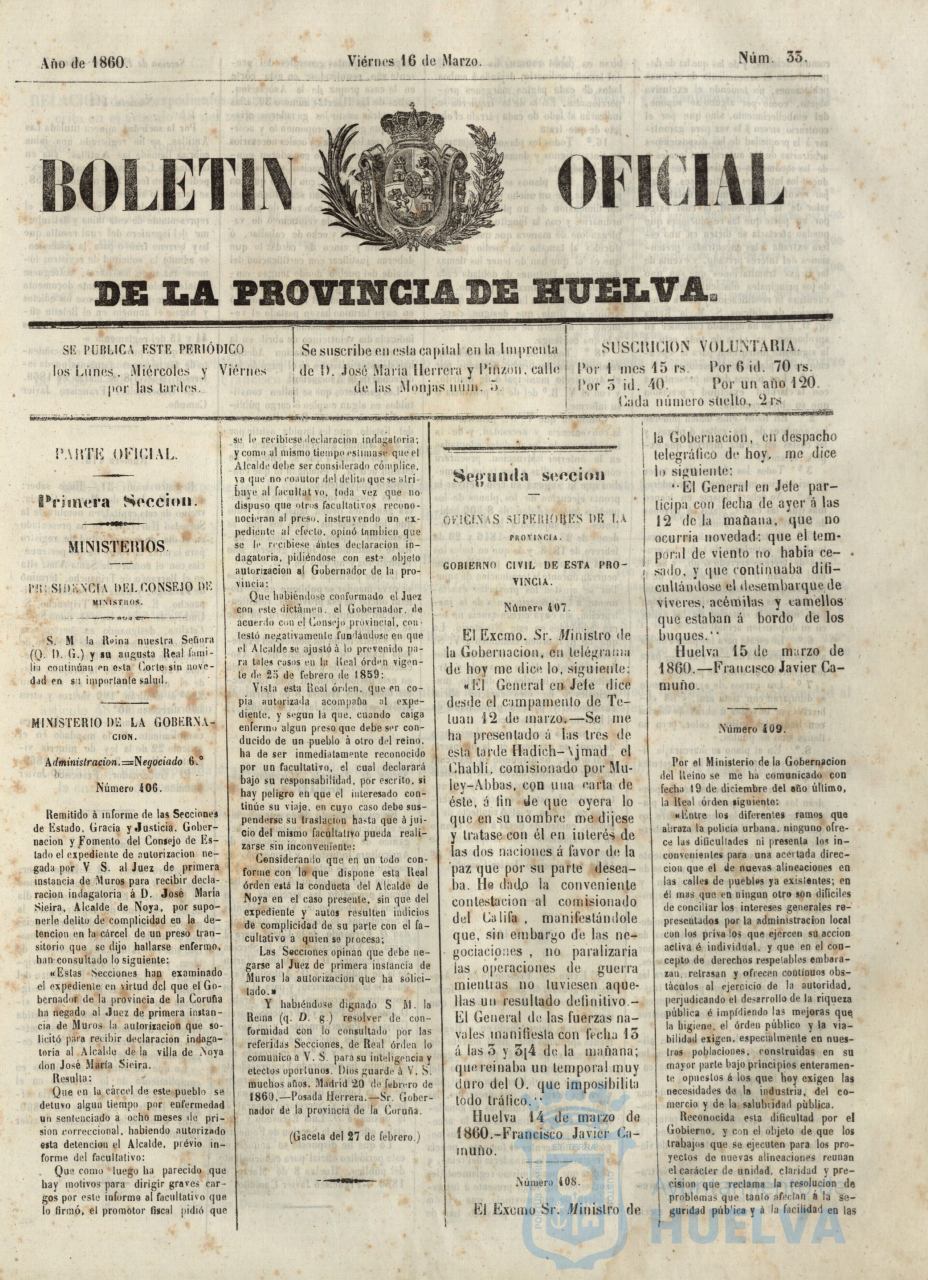 Año de 1860.
Viérnes 16 de Marzo.
Núm. 33.
BOLETIN OFICIAL
DE LA PROVINCIA DE HUELVA.
SE PUBLICA ESTE PERIÓDICO
los Lúnes, Miércoles y Viérnes
por las tardes.
Se suscribe en esta capital en la Imprenta
de D. José María Herrera y Pinzon, calle
de las Monjas núm. 3.
SUSCRICION VOLUNTARIA.
Por 1 mes 15 rs. Por 6 id. 70 rs.
Por 3 id. 40. Por un año 120.
Cada número suelto, 2 rs
PARTE OFICIAL.
Primera Seccion.
MINISTERIOS.
PRESIDENCIA DEL CONSEJO DE
MINISTROS.
S. M la Reina nuestra Señora
(Q. D. G.) y su augusta Real fami-
lia continúan en esta Corte sin nove-
dad en su importante salud.
MINISTERIO DE LA GOBERNA-
CION.
Administracion.=Negociado 6.º
Número 406.
Remitido à informe de las Secciones
de Estado, Gracia y Justicia, Gober-
nacion y Fomento del Consejo de Es-
tado el expediente de autorizacion ne-
gada por V S. al Juez de primera
instancia de Muros para recibir decla-
racion indagatoria á D. José María
Sieira, Alcalde de Noya, por supo-
nerle delito de complicidad en la de-
tencion en la cárcel de un preso tran-
sitorio que se dijo hallarse enfermo,
han consultado lo siguiente:
«Estas Secciones han examinado
el expediente en virtud del que el Go-
bernador de la provincia de la Coruña
ha negado al Juez de primera instan-
cia de Muros la autorizacion que so-
licitó para recibir declaracion indaga-
toria al Alcalde de la villa de Noya
don José María Sieira.
Resulta:
Que en la cárcel de este pueblo se
detuvo algun tiempo por enfermedad
un sentenciado a ocho meses de pri-
sion correccional, habiendo autorizado
esta detencion el Alcalde, prévio in-
forme del facultativo:
Que como luego ha parecido que
hay motivos para dirigir graves car-
gos por este informe al facultativo que
lo firmó, el promotor fiscal pidió que
se le recibiese declaracion indagatoria;
y como al mismo tiempo estimase que el
Alcalde debe ser considerado cómplice,
ya que no coautor del delito que se atri-
buye al facultativo, toda vez que no
dispuso que otros facultativos recono-
nocieran al preso, instruyendo un ex-
pediente al efecto, opinó tambien que
se le recibiese ántes declaracion in-
dagatoria, pidiéndose con este objeto
autorizacion al Gobernador de la pro-
vincia:
Que habiéndose conformado el Juez
con este dictámen, el Gobernador, de
acuerdo con el Consejo provincial, con-
testó negativamente fundándose en que
el Alcalde se ajustó à lo prevenido pa-
ra tales casos en la Real órden vigen-
te de 25 de febrero de 1859:
Vista esta Real órden, que en co-
pia autorizada acompaña al expe-
diente, y segun la que, cuando caiga
enfermo algun preso que debe ser con-
ducido de un pueblo à otro del reino,
ha de ser inmediatamente reconocido
por un facultativo, el cual declarará
bajo su responsabilidad, por escrito, si
hay peligro en que el interesado con-
tinúe su viaje, en cuyo caso debe sus-
penderse su traslacion hasta que à jui-
cio del mismo facultativo pueda reali-
zarse sin inconveniente:
Considerando que en un todo con-
forme con lo que dispone esta Real
órden está la conducta del Alcalde de
Noya en el caso presente, sin que del
expediente y autos resulten indicios
de complicidad de su parte con el fa-
cultativo a quien se procesa;
Las Secciones opinan que debe ne-
garse al Juez de primera instancia de
Muros la autorizacion que ha solici-
tado.»
Y habiéndose dignado S M. la
Reina (q. D. g.) resolver de con-
formidad con lo consultado por las
referidas Secciones, de Real órden lo
comunico a V. S. para su inteligencia y
efectos oportunos. Dios guarde à V. S.
muchos años. Madrid 20 de febrero de
1860.—Posada Herrera.—Sr. Gober-
nador de la provincia de la Coruña.
(Gaceta del 27 de febrero.)
Segunda seccion
OFICINAS SUPERIORES DE LA
PROVINCIA.
GOBIERNO CIVIL DE ESTA PRO-
VINCIA.
Número 407.
El Excmo. Sr. Ministro de
la Gobernacion, en telégrama
de hoy me dice lo, siguiente:
«El General en Jefe dice
desde el campamento de Te-
tuan 12 de marzo.—Se me
ha presentado á las tres de
esta tarde Hadich-Ajmad el
Chabli, comisionado por Mu-
ley-Abbas, con una carta de
éste, á fin de que oyera lo
que en su nombre me dijese
y tratase con él en interés de
las dos naciones á favor de la
paz que por su parte desea-
ba. He dado la conveniente
contestacion al comisionado
del Califa, manifestándole
que, sin embargo de las ne-
gociaciones, no paralizaria
las operaciones de guerra
mientras no tuviesen aque-
llas un resultado definitivo.—
El General de las fuerzas na-
vales manifiesta con fecha 13
á las 3 y 3¡4 de la mañana;
que reinaba un temporal muy
duro del O. que imposibilita
todo tráfico.''
Huelva 14 de marzo de
1860.-Francisco Javier Ca-
muño.
Número 408.
El Excmo Sr. Ministro de
la Gobernacion, en despacho
telegráfico de hoy, me dice
lo siguiente:
''El General en Jefe par-
ticipa con fecha de ayer á las
12 de la mañana, que no
ocurria novedad; que el tem-
poral de viento no habia ce-
sado, y que continuaba difi-
cultándose el desembarque de
víveres, acémilas y camellos
que estaban á bordo de los
buques.''
Huelva 15 de marzo de
1860.—Francisco Javier Ca-
muño.
Número 409.
Por el Ministerio de la Gobernacion
del Reino se me ha comunicado con
fecha 19 de diciembre del año último,
la Real órden siguiente:
«Entre los diferentes ramos que
abraza la policia urbana, ninguno ofre-
ce las dificultades ni presenta los in-
convenientes para una acertada direc-
cion que el de nuevas alineaciones en
las calles de pueblos ya existentes; en
él mas que en ningun otro son difíciles
de conciliar los intereses generales re-
presentados por la administracion local
con los privados que ejercen su accion
activa é individual, y que en el con-
cepto de derechos respetables embara-
zan, retrasan y ofrecen contínuos obs-
táculos al ejercicio de la autoridad,
perjudicando el desarrollo de la riqueza
pública é impidiendo las mejoras que
la higiene, el órden público y la via-
bilidad exigen, especialmente en nues-
tras poblaciones, construidas en su
mayor parte bajo principios enteramen-
te opuestos á los que hoy exigen las
necesidades de la industria, del co-
mercio y de la salubridad pública.
Reconocida esta dificultad por el
Gobierno, y con el objeto de que los
trabajos que se ejecuten para los pro-
yectos de nuevas alineaciones reunan
el carácter de unidad, claridad y pre-
cision que reclama la resolucion de
problemas que tanto afectan á la se-
guridad pública y á la facilidad en las
HUELVA